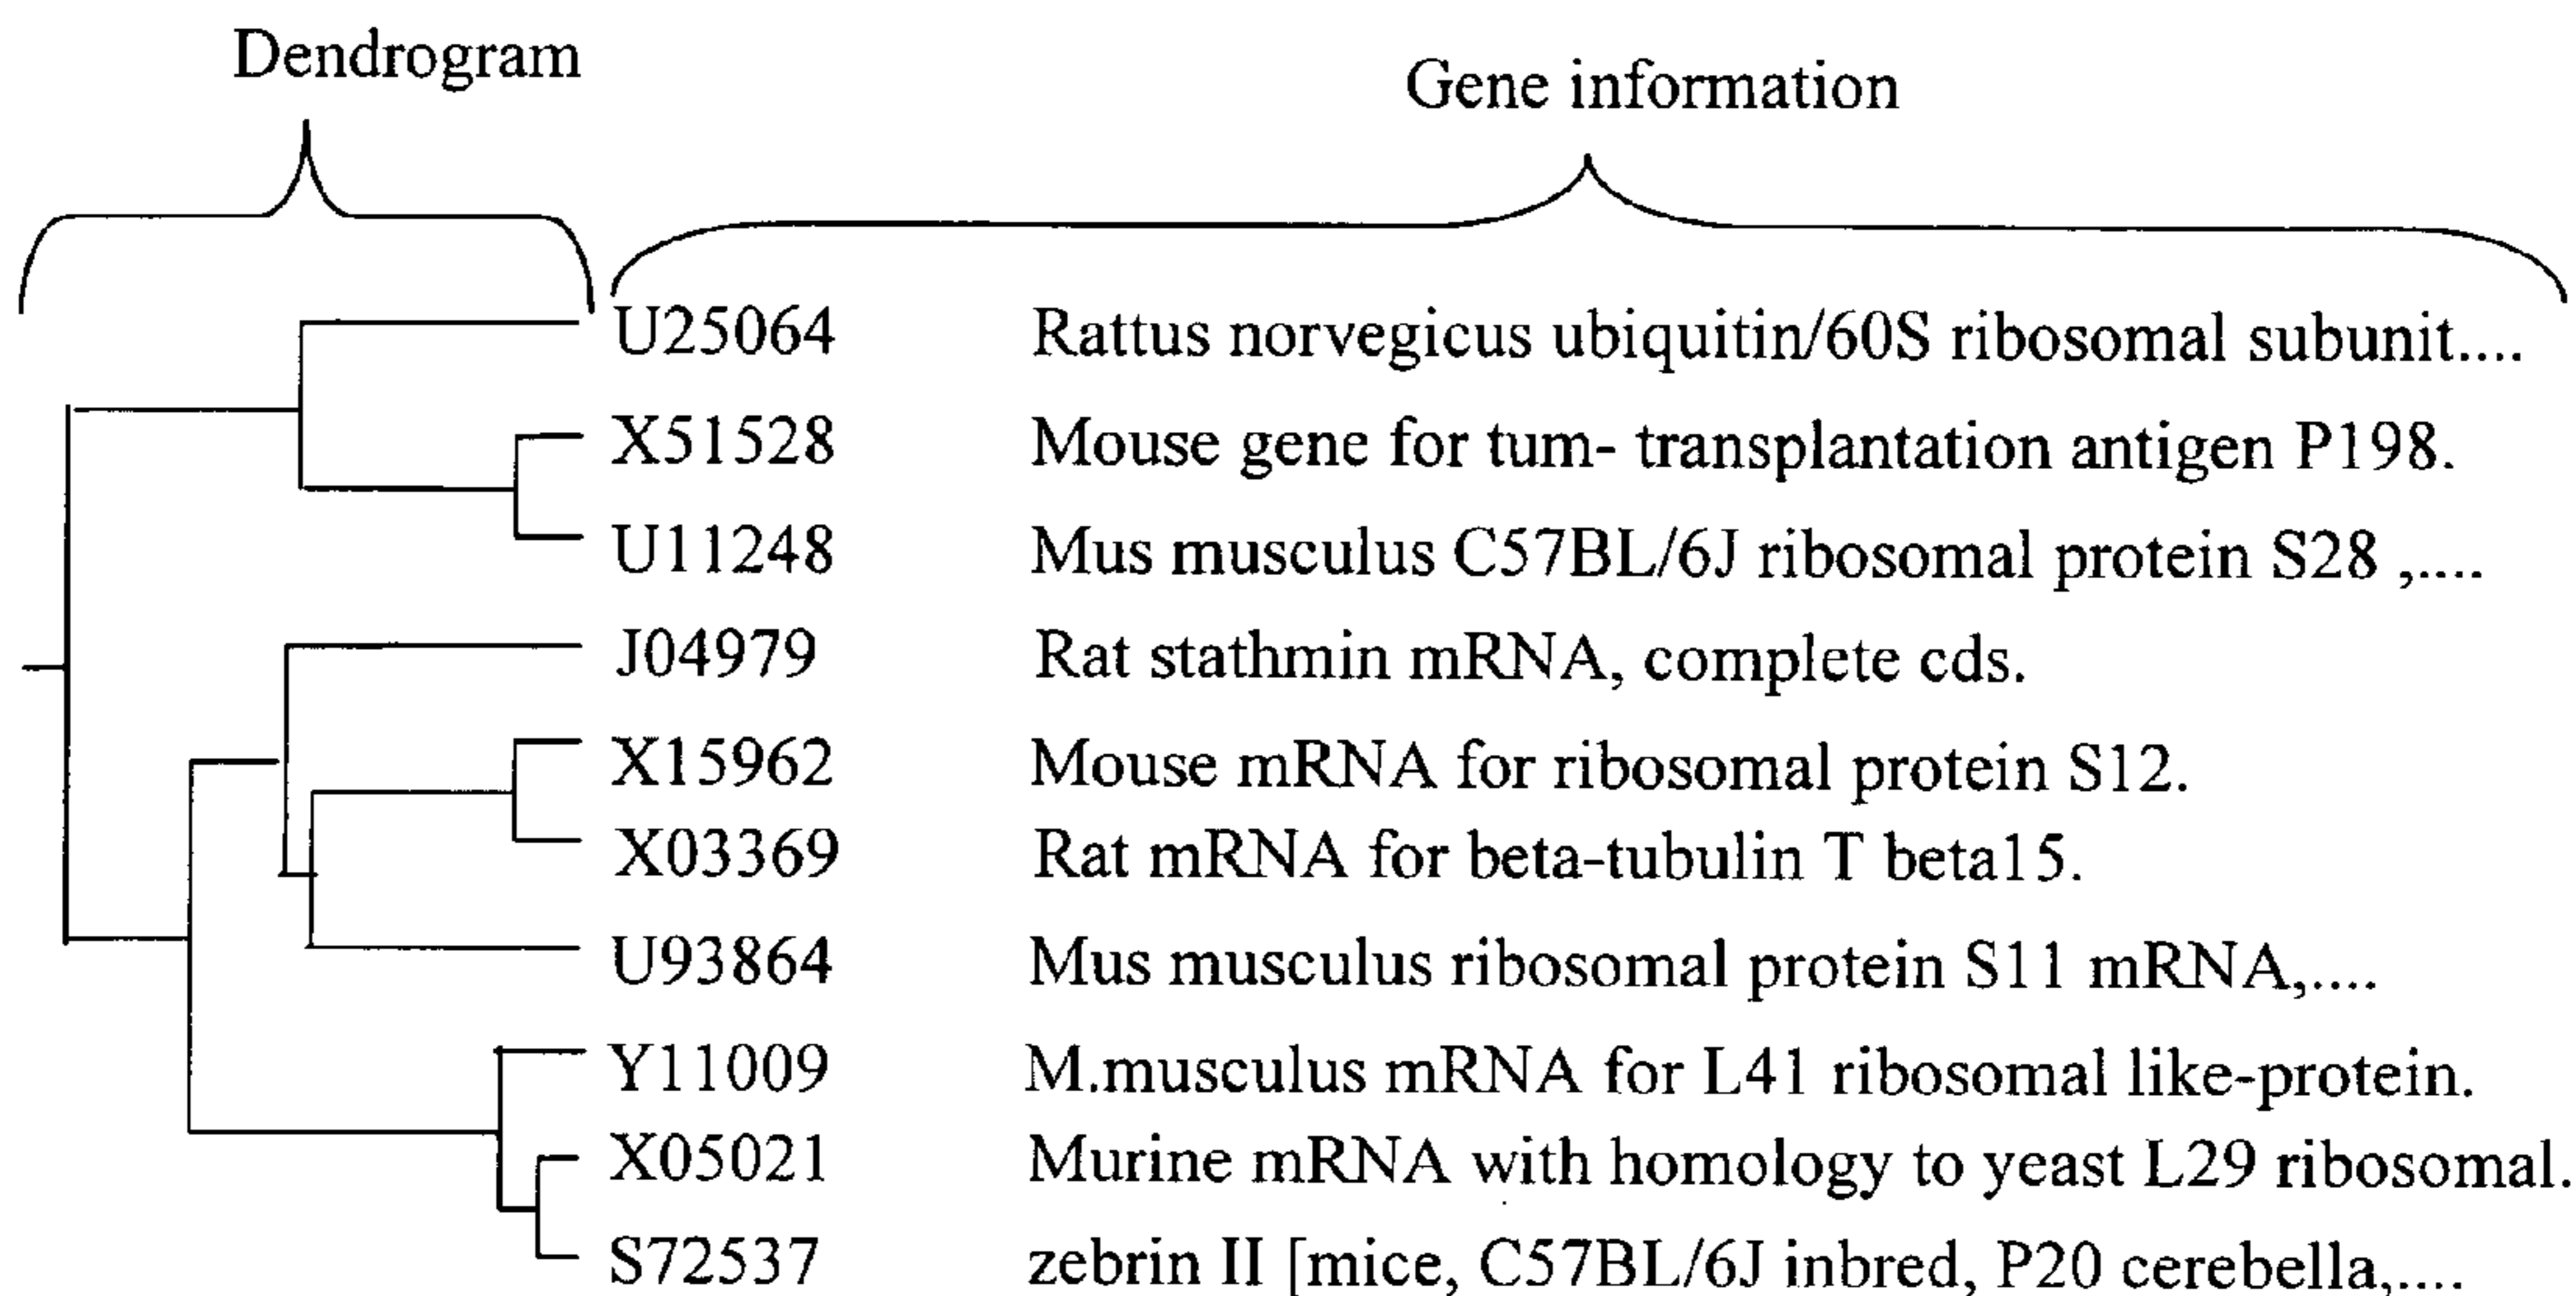 Dendrogram
Gene information
U25064 Rattus norvegicus ubiquitin/60S ribosomal subunit....
X51528 Mouse gene for tum- transplantation antigen P198.
U11248 Mus musculus C57BL/6J ribosomal protein S28 ,....
J04979 Rat stathmin mRNA, complete cds.
X15962 Mouse mRNA for ribosomal protein S12.
X03369 Rat mRNA for beta-tubulin T beta15.
U93864 Mus musculus ribosomal protein S11 mRNA,....
Y11009 M.musculus mRNA for L41 ribosomal like-protein.
X05021 Murine mRNA with homology to yeast L29 ribosomal.
S72537 zebrin II [mice, C57BL/6J inbred, P20 cerebella,....